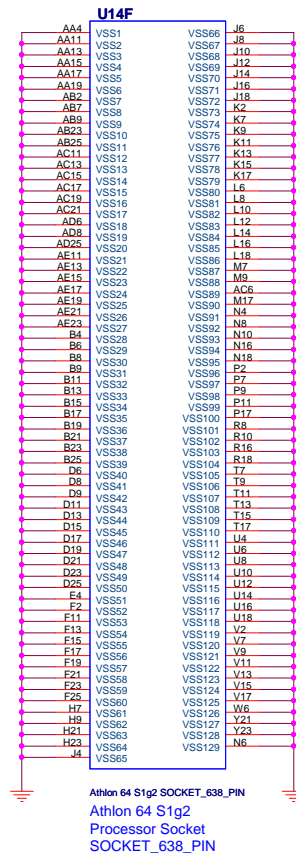 U14F
AA4 VSS1 VSS66 J6
AA11 VSS2 VSS67 J8
AA13 VSS3 VSS68 J10
AA15 VSS4 VSS69 J12
AA17 VSS5 VSS70 J14
AA19 VSS6 VSS71 J16
AB2 VSS7 VSS72 J18
AB7 VSS8 VSS73 K2
AB9 VSS9 VSS74 K7
AB23 VSS10 VSS75 K9
AB25 VSS11 VSS76 K11
AC11 VSS12 VSS77 K13
AC13 VSS13 VSS78 K15
AC15 VSS14 VSS79 K17
AC17 VSS15 VSS80 L6
AC19 VSS16 VSS81 L8
AC21 VSS17 VSS82 L10
AD6 VSS18 VSS83 L12
AD8 VSS19 VSS84 L14
AD25 VSS20 VSS85 L16
AE11 VSS21 VSS86 L18
AE13 VSS22 VSS87 M7
AE15 VSS23 VSS88 M9
AE17 VSS24 VSS89 AC6
AE19 VSS25 VSS90 M17
AE21 VSS26 VSS91 N4
AE23 VSS27 VSS92 N8
B4 VSS28 VSS93 N10
B6 VSS29 VSS94 N16
B8 VSS30 VSS95 N18
B9 VSS31 VSS96 P2
B11 VSS32 VSS97 P7
B13 VSS33 VSS98 P9
B15 VSS34 VSS99 P11
B17 VSS35 VSS100 P17
B19 VSS36 VSS101 R8
B21 VSS37 VSS102 R10
B23 VSS38 VSS103 R16
B25 VSS39 VSS104 R18
D6 VSS40 VSS105 T7
D8 VSS41 VSS106 T9
D9 VSS42 VSS107 T11
D11 VSS43 VSS108 T13
D13 VSS44 VSS109 T15
D15 VSS45 VSS110 T17
D17 VSS46 VSS111 U4
D19 VSS47 VSS112 U6
D21 VSS48 VSS113 U8
D23 VSS49 VSS114 U10
D25 VSS50 VSS115 U12
E4 VSS51 VSS116 U14
F2 VSS52 VSS117 U16
F11 VSS53 VSS118 U18
F13 VSS54 VSS119 V2
F15 VSS55 VSS120 V7
F17 VSS56 VSS121 V9
F19 VSS57 VSS122 V11
F21 VSS58 VSS123 V13
F23 VSS59 VSS124 V15
F25 VSS60 VSS125 V17
H7 VSS61 VSS126 W6
H9 VSS62 VSS127 Y21
H21 VSS63 VSS128 Y23
H23 VSS64 VSS129 N6
J4 VSS65
Athlon 64 S1g2 SOCKET_638_PIN
Athlon 64 S1g2
Processor Socket
SOCKET_638_PIN